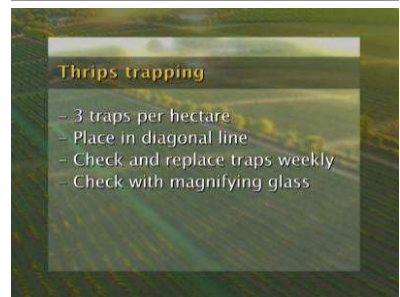 Thrips trapping
– 3 traps per hectare
– Place in diagonal line
– Check and replace traps weekly
– Check with magnifying glass